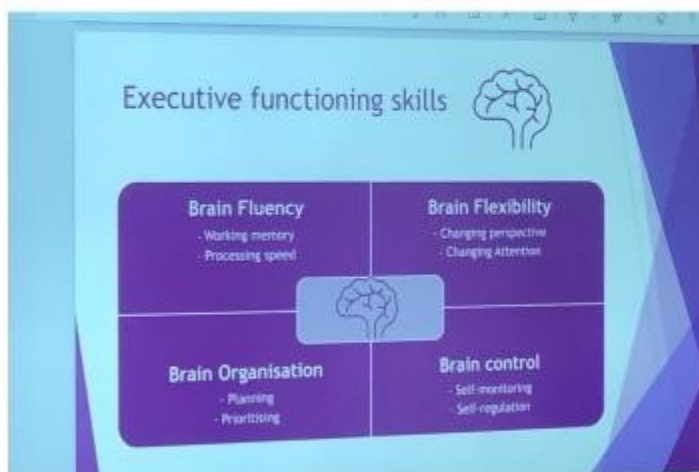 Executive functioning skills
Brain Fluency
- Working memory
- Processing speed
Brain Flexibility
- Changing perspective
- Changing Attention
Brain Organisation
- Planning
- Prioritising
Brain control
- Self-monitoring
- Self-regulation